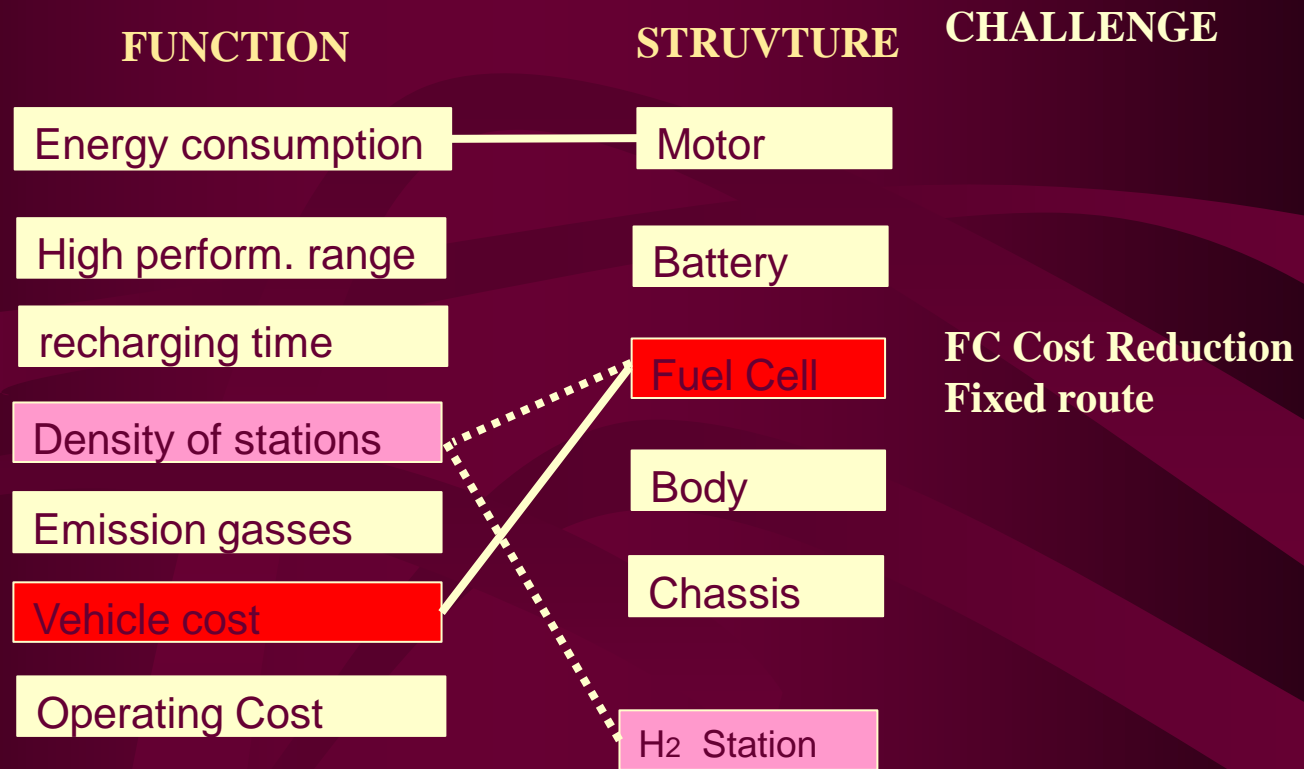 FUNCTION
STRUVTURE
CHALLENGE
Energy consumption
Motor
High perform. range
Battery
recharging time
Fuel Cell
FC Cost Reduction
Fixed route
Density of stations
Body
Emission gasses
Chassis
Vehicle cost
Operating Cost
H2 Station